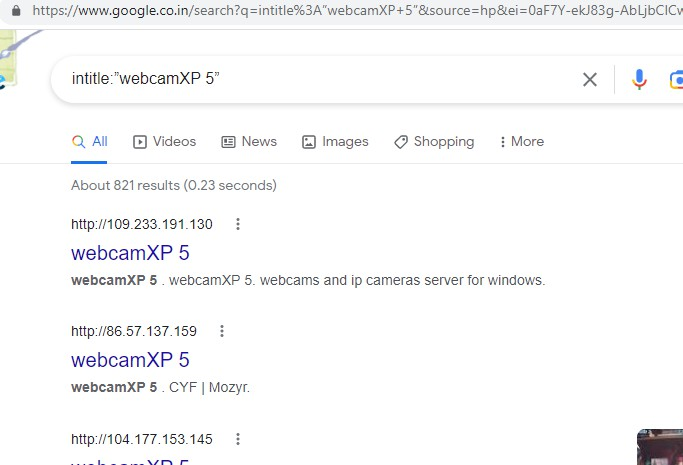 https://www.google.co.in/search?q=intitle%3A"webcamXP+5"&source=hp&ei=0aF7Y-ekJ83g-AbLjbClCw
intitle:"webcamXP 5"
All Videos News Images Shopping More
About 821 results (0.23 seconds)
http://109.233.191.130
webcamXP 5
webcamXP 5 . webcamXP 5. webcams and ip cameras server for windows.
http://86.57.137.159
webcamXP 5
webcamXP 5 . CYF | Mozyr.
http://104.177.153.145
webcamXP 5